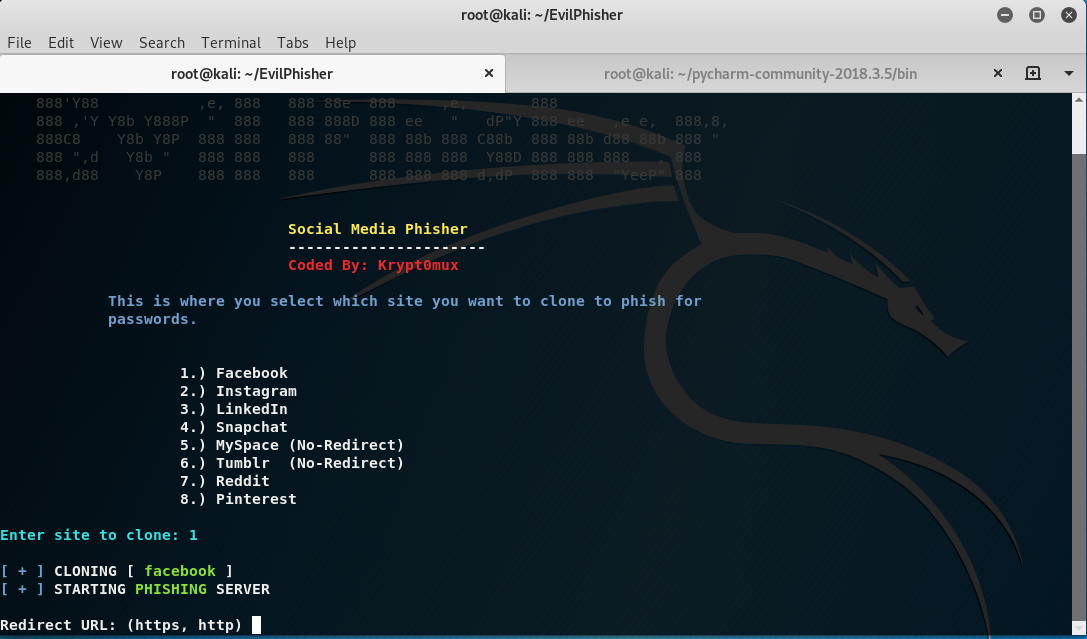 root@kali: ~/EvilPhisher
File Edit View Search Terminal Tabs Help
root@kali: ~/EvilPhisher
root@kali: ~/pycharm-community-2018.3.5/bin
888'Y88           ,e, 888   888 88e  888     ,e,       888
888 ,'Y Y8b Y888P  "  888   888 888D 888 ee   "   dP"Y 888 ee   ,e e,  888,8,
888C8    Y8b Y8P  888 888   888 88"  888 88b 888 C88b  888 88b d88 88b 888 "
888 ",d   Y8b "   888 888   888      888 888 888  Y88D 888 888 888   , 888
888,d88    Y8P    888 888   888      888 888 888 d,dP  888 888  "YeeP" 888
Social Media Phisher
----------------------
Coded By: Krypt0mux
This is where you select which site you want to clone to phish for
passwords.
1.) Facebook
2.) Instagram
3.) LinkedIn
4.) Snapchat
5.) MySpace (No-Redirect)
6.) Tumblr  (No-Redirect)
7.) Reddit
8.) Pinterest
Enter site to clone: 1
[ + ] CLONING [ facebook ]
[ + ] STARTING PHISHING SERVER
Redirect URL: (https, http)